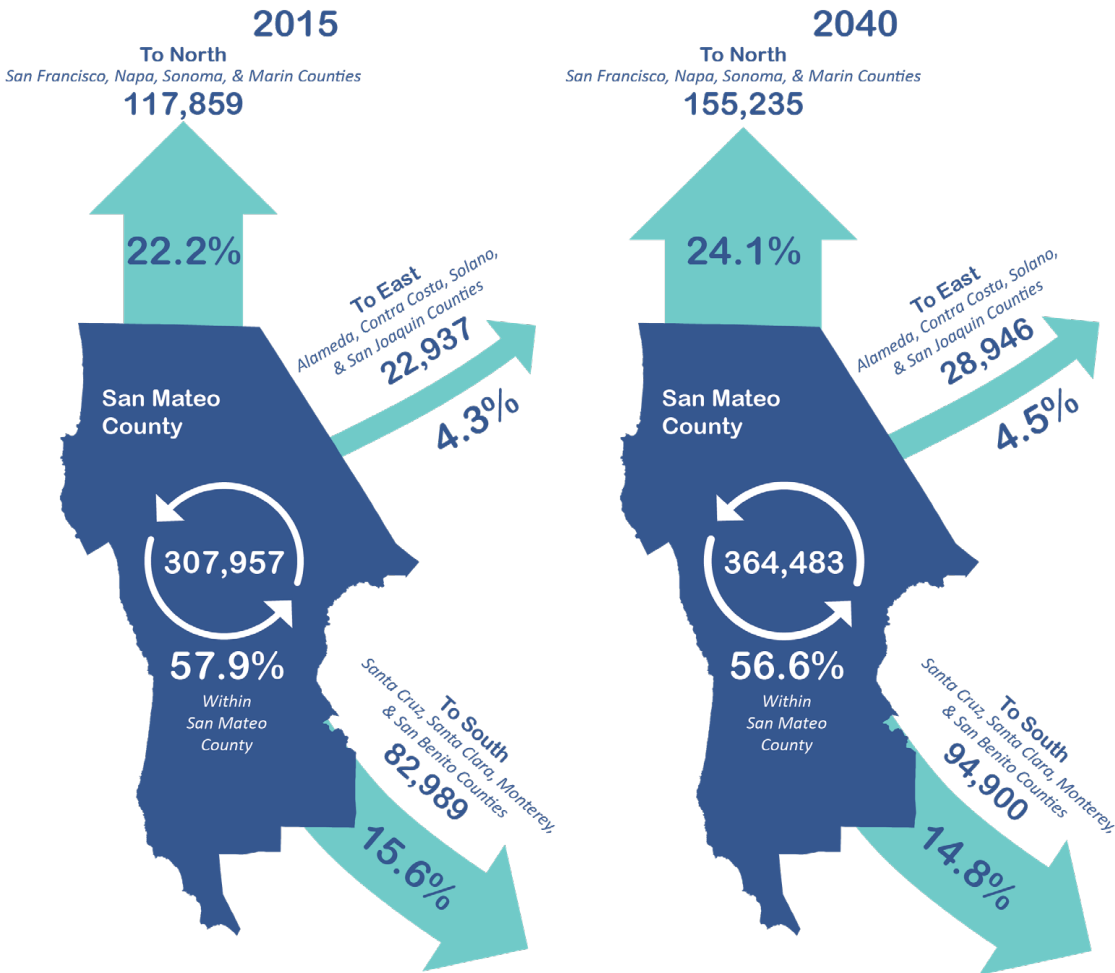 2015
To North
San Francisco, Napa, Sonoma, & Marin Counties
117,859
22.2%
To East
Alameda, Contra Costa, Solano,
& San Joaquin Counties
22,937
4.3%
San Mateo
County
307,957
57.9%
Within
San Mateo
County
To South
Santa Cruz, Santa Clara, Monterey,
& San Benito Counties
82,989
15.6%
2040
To North
San Francisco, Napa, Sonoma, & Marin Counties
155,235
24.1%
To East
Alameda, Contra Costa, Solano,
& San Joaquin Counties
28,946
4.5%
San Mateo
County
364,483
56.6%
Within
San Mateo
County
To South
Santa Cruz, Santa Clara, Monterey,
& San Benito Counties
94,900
14.8%